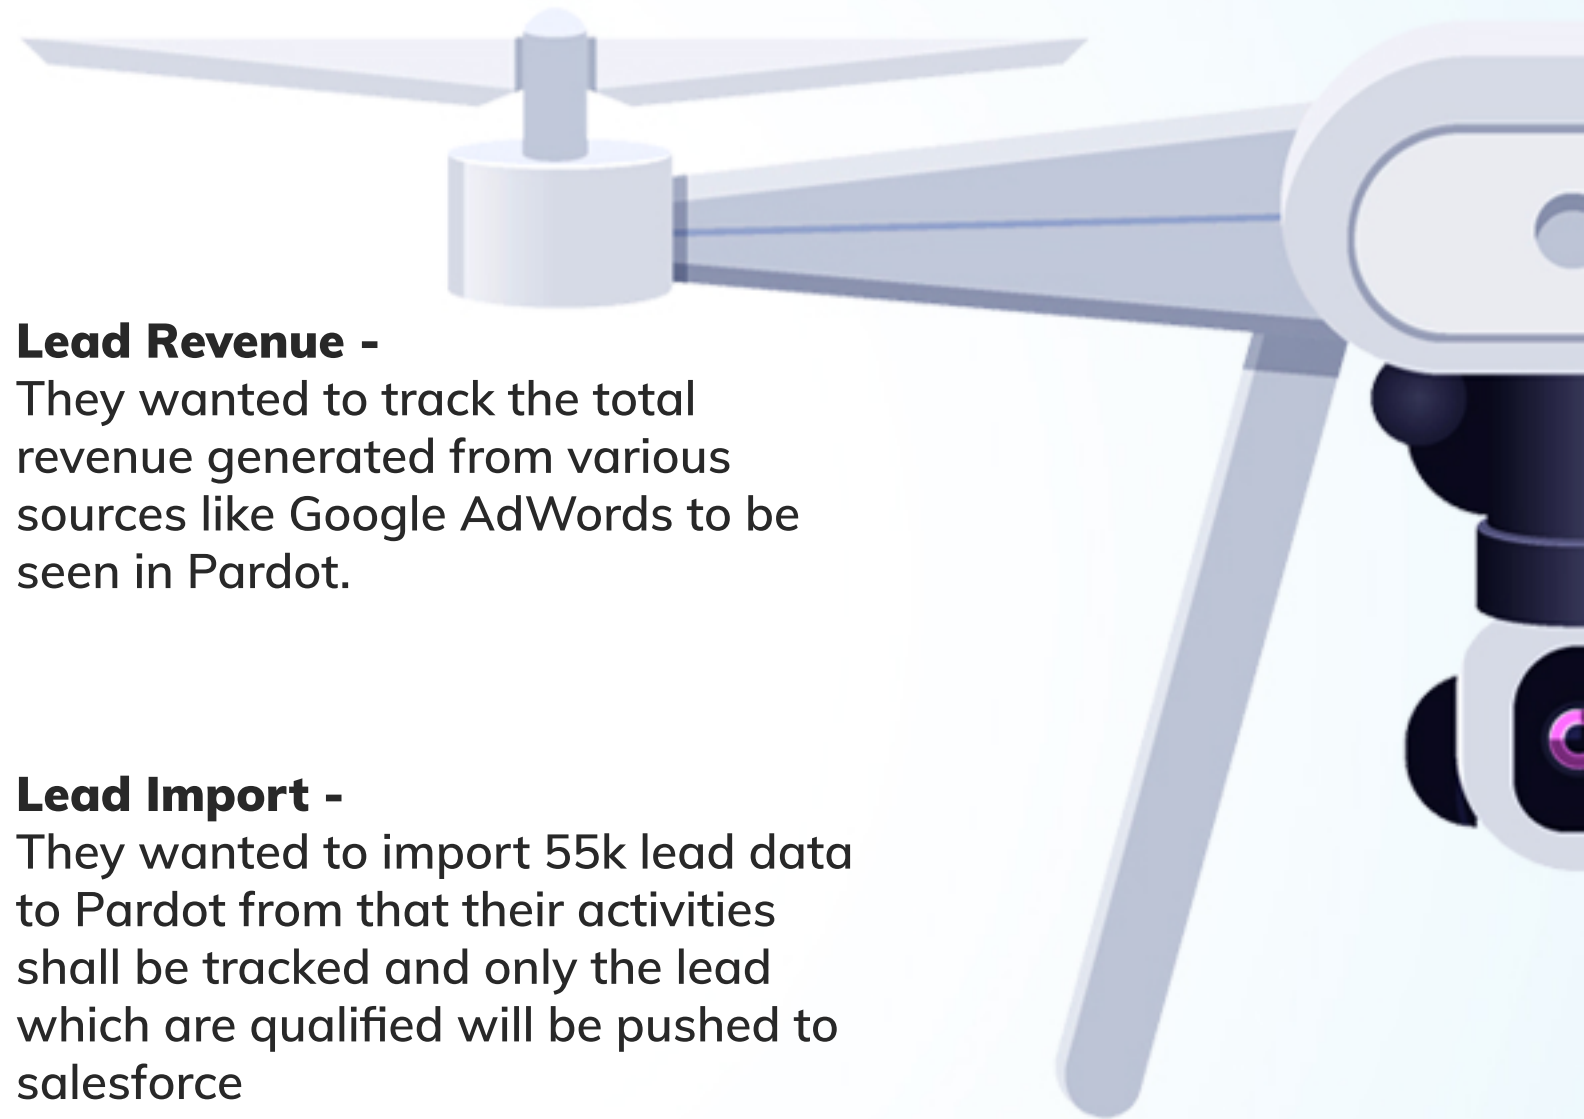 Lead Revenue -
They wanted to track the total
revenue generated from various
sources like Google AdWords to be
seen in Pardot.
Lead Import -
They wanted to import 55k lead data
to Pardot from that their activities
shall be tracked and only the lead
which are qualified will be pushed to
salesforce